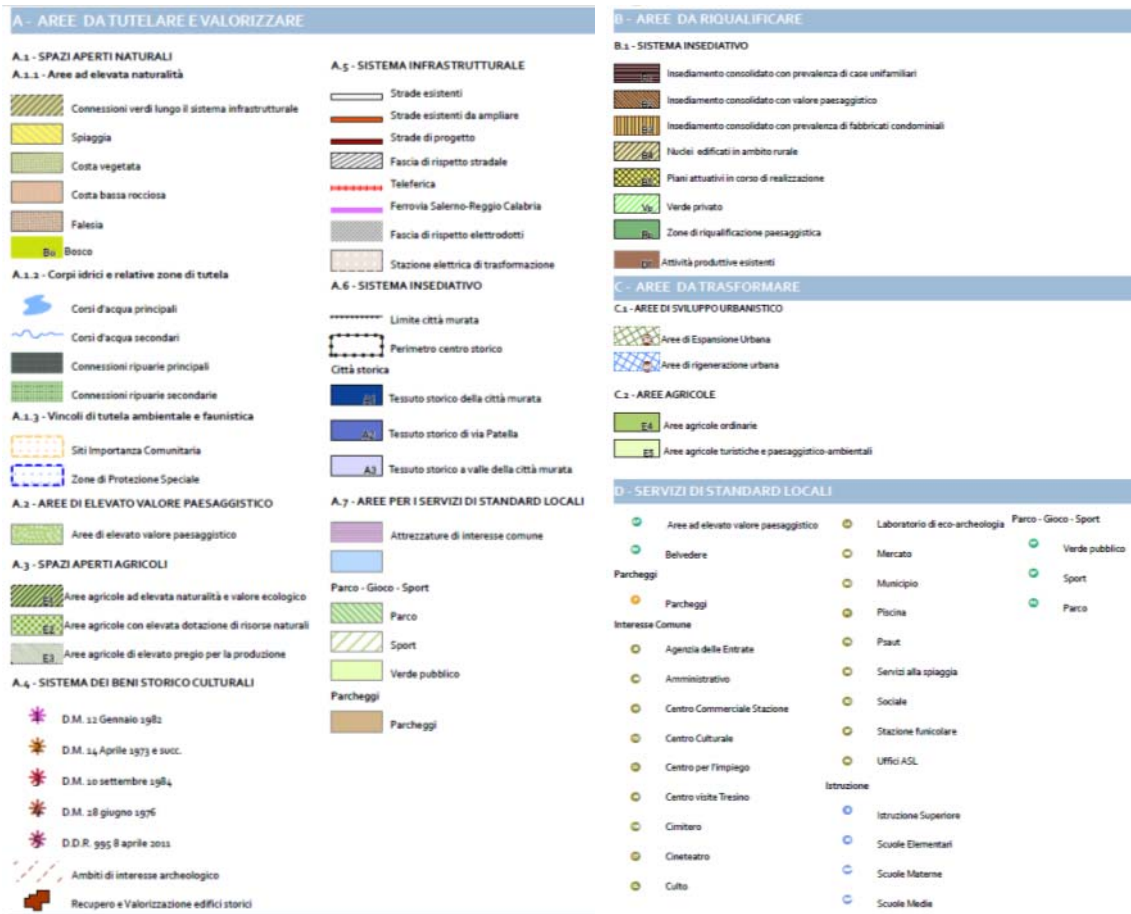 A - AREE DA TUTELARE E VALORIZZARE
A.1 - SPAZI APERTI NATURALI
A.1.1 - Aree ad elevata naturalità
Connessioni verdi lungo il sistema infrastrutturale
Spiaggia
Costa vegetata
Costa bassa rocciosa
Falesia
Bo Bosco
A.1.2 - Corpi idrici e relative zone di tutela
Corsi d'acqua principali
Corsi d'acqua secondari
Connessioni ripuarie principali
Connessioni ripuarie secondarie
A.1.3 - Vincoli di tutela ambientale e faunistica
Siti Importanza Comunitaria
Zone di Protezione Speciale
A.2 - AREE DI ELEVATO VALORE PAESAGGISTICO
Aree di elevato valore paesaggistico
A.3 - SPAZI APERTI AGRICOLI
E1 Aree agricole ad elevata naturalità e valore ecologico
E2 Aree agricole con elevata dotazione di risorse naturali
E3 Aree agricole di elevato pregio per la produzione
A.4 - SISTEMA DEI BENI STORICO CULTURALI
1 D.M. 12 Gennaio 1982
2 D.M. 14 Aprile 1973 e succ.
3 D.M. 10 settembre 1984
4 D.M. 28 giugno 1976
5 D.D.R. 995 8 aprile 2011
Ambiti di interesse archeologico
Recupero e Valorizzazione edifici storici
A.5 - SISTEMA INFRASTRUTTURALE
Strade esistenti
Strade esistenti da ampliare
Strade di progetto
Fascia di rispetto stradale
Teleferica
Ferrovia Salerno-Reggio Calabria
Fascia di rispetto elettrodotti
Stazione elettrica di trasformazione
A.6 - SISTEMA INSEDIATIVO
Limite città murata
Perimetro centro storico
Città storica
A1 Tessuto storico della città murata
A2 Tessuto storico di via Patella
A3 Tessuto storico a valle della città murata
A.7 - AREE PER I SERVIZI DI STANDARD LOCALI
Attrezzature di interesse comune
Parco - Gioco - Sport
Parco
Sport
Verde pubblico
Parcheggi
Parcheggi
B - AREE DA RIQUALIFICARE
B.1 - SISTEMA INSEDIATIVO
Insediamento consolidato con prevalenza di case unifamiliari
B2 Insediamento consolidato con valore paesaggistico
B3 Insediamento consolidato con prevalenza di fabbricati condominiali
B4 Nuclei edificati in ambito rurale
Piani attuativi in corso di realizzazione
Vp Verde privato
Zone di riqualificazione paesaggistica
D1 Attività produttive esistenti
C - AREE DA TRASFORMARE
C.1 - AREE DI SVILUPPO URBANISTICO
Aree di Espansione Urbana
Aree di rigenerazione urbana
C.2 - AREE AGRICOLE
E4 Aree agricole ordinarie
E5 Aree agricole turistiche e paesaggistico-ambientali
D - SERVIZI DI STANDARD LOCALI
Aree ad elevato valore paesaggistico
Belvedere
Parcheggi
Parcheggi
Interesse Comune
Agenzia delle Entrate
Amministrativo
Centro Commerciale Stazione
Centro Culturale
Centro per l'impiego
Centro visite Tresino
Cimitero
Cineteatro
Culto
Laboratorio di eco-archeologia
Mercato
Municipio
Piscina
Psaut
Servizi alla spiaggia
Sociale
Stazione funicolare
Uffici ASL
Istruzione
Istruzione Superiore
Scuole Elementari
Scuole Materne
Scuole Medie
Parco - Gioco - Sport
Verde pubblico
Sport
Parco